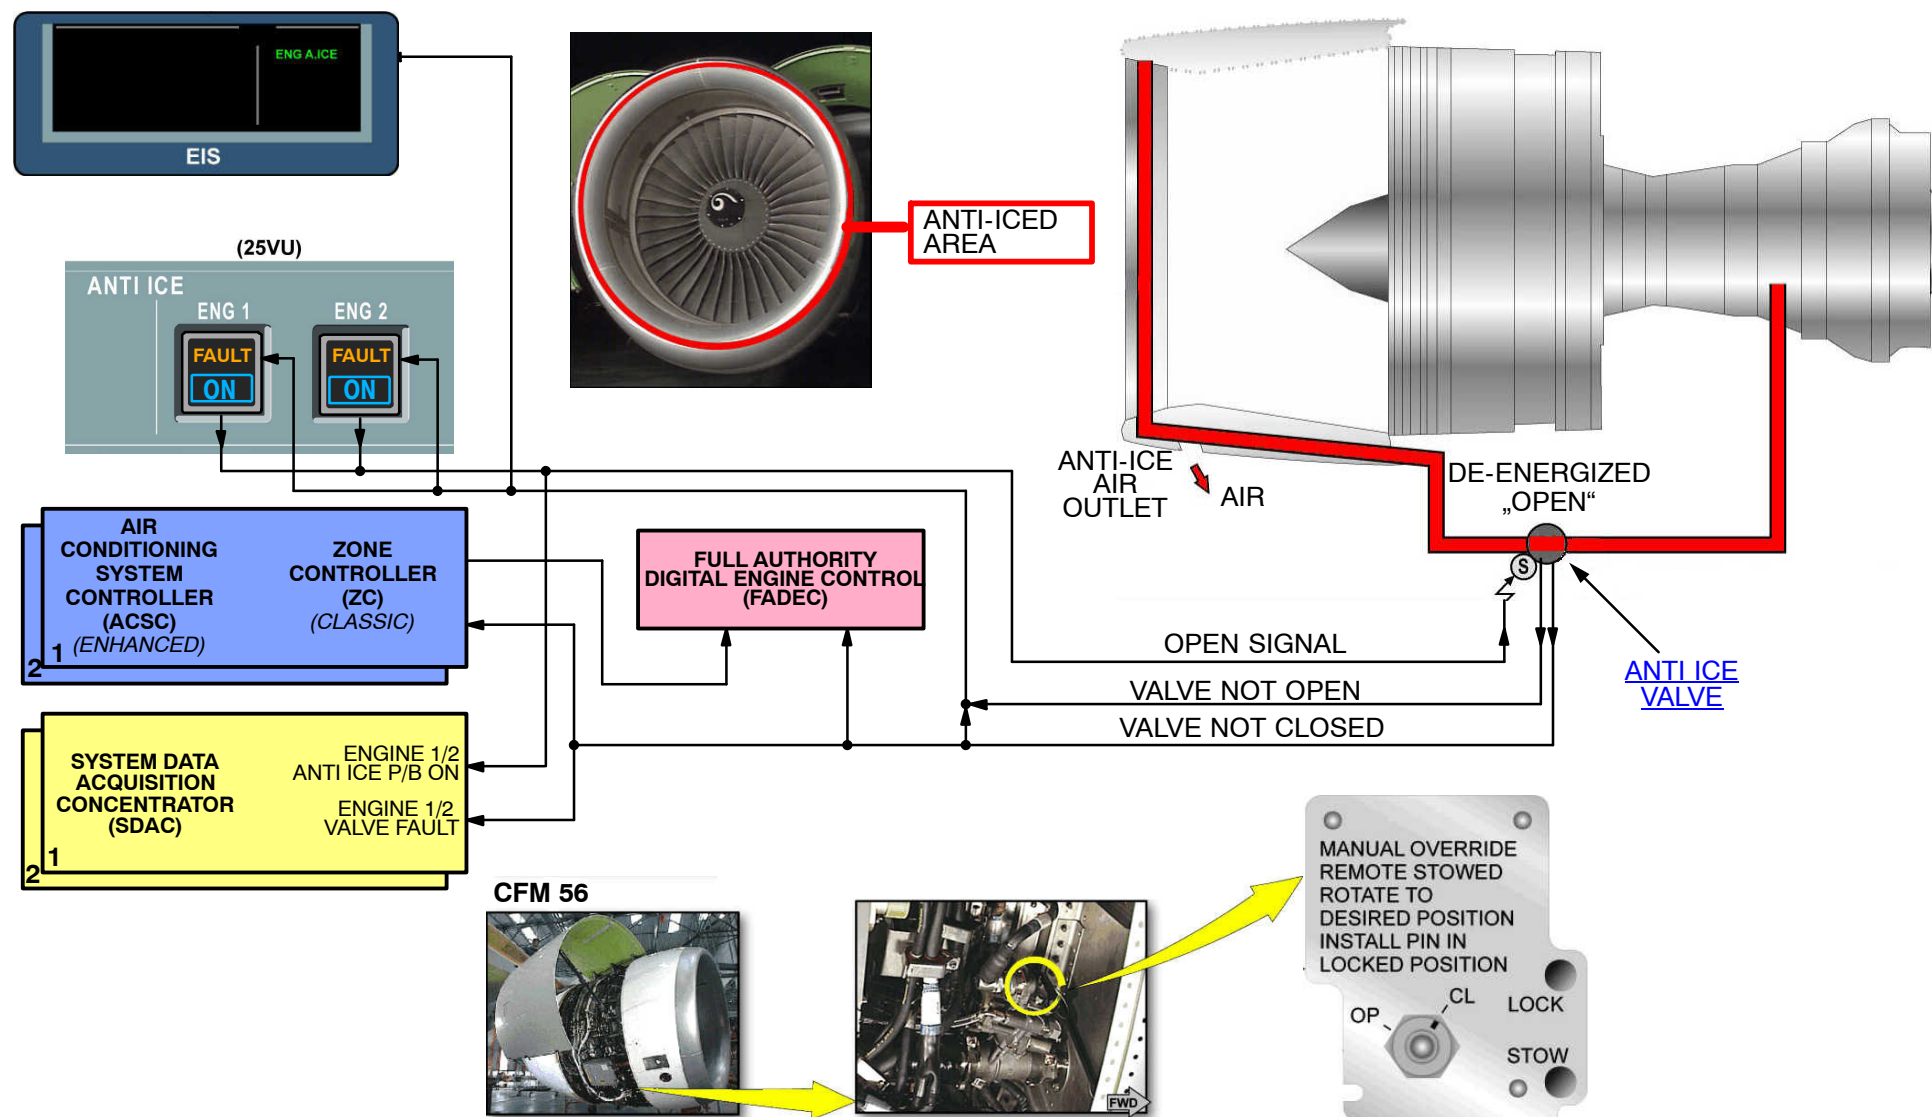 ENG A.ICE
EIS
(25VU)
ANTI ICE
ENG 1
ENG 2
FAULT
ON
FAULT
ON
ANTI-ICED
AREA
ANTI-ICE
AIR
OUTLET
AIR
DE-ENERGIZED
„OPEN“
S
ANTI ICE
VALVE
AIR
CONDITIONING
SYSTEM
CONTROLLER
(ACSC)
(ENHANCED)
ZONE
CONTROLLER
(ZC)
(CLASSIC)
1
2
FULL AUTHORITY
DIGITAL ENGINE CONTROL
(FADEC)
OPEN SIGNAL
VALVE NOT OPEN
VALVE NOT CLOSED
SYSTEM DATA
ACQUISITION
CONCENTRATOR
(SDAC)
ENGINE 1/2
ANTI ICE P/B ON
ENGINE 1/2
VALVE FAULT
1
2
CFM 56
FWD
MANUAL OVERRIDE
REMOTE STOWED
ROTATE TO
DESIRED POSITION
INSTALL PIN IN
LOCKED POSITION
CL
OP
LOCK
STOW